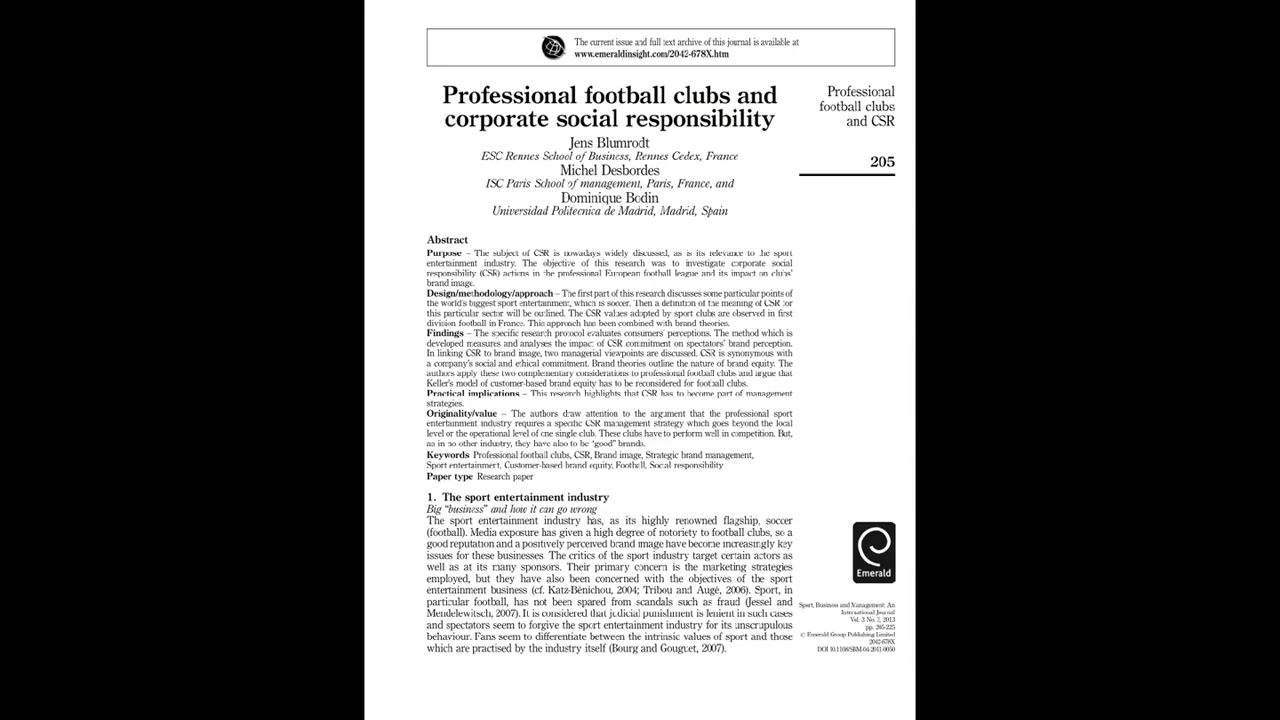 The current issue and full text archive of this journal is available at
www.emeraldinsight.com/2042-678X.htm
Professional football clubs and
corporate social responsibility
Jens Blumrodt
ESC Rennes School of Business, Rennes Cedex, France
Michel Desbordes
ISC Paris School of management, Paris, France, and
Dominique Bodin
Universidad Politecnica de Madrid, Madrid, Spain
Professional
football clubs
and CSR
205
Abstract
Purpose – The subject of CSR is nowadays widely discussed, as is its relevance to the sport
entertainment industry. The objective of this research was to investigate corporate social
responsibility (CSR) actions in the professional European football league and its impact on clubs'
brand image.
Design/methodology/approach – The first part of this research discusses some particular points of
the world's biggest sport entertainment, which is soccer. Then a definition of the meaning of CSR for
this particular sector will be outlined. The CSR values adopted by sport clubs are observed in first
division football in France. This approach has been combined with brand theories.
Findings – The specific research protocol evaluates consumers' perceptions. The method which is
developed measures and analyses the impact of CSR commitment on spectators' brand perception.
In linking CSR to brand image, two managerial viewpoints are discussed. CSR is synonymous with
a company's social and ethical commitment. Brand theories outline the nature of brand equity. The
authors apply these two complementary considerations to professional football clubs and argue that
Keller's model of customer-based brand equity has to be reconsidered for football clubs.
Practical implications – This research highlights that CSR has to become part of management
strategies.
Originality/value – The authors draw attention to the argument that the professional sport
entertainment industry requires a specific CSR management strategy which goes beyond the local
level or the operational level of one single club. These clubs have to perform well in competition. But,
as in no other industry, they have also to be "good" brands.
Keywords Professional football clubs, CSR, Brand image, Strategic brand management,
Sport entertainment, Customer-based brand equity, Football, Social responsibility
Paper type Research paper
1. The sport entertainment industry
Big "business" and how it can go wrong
The sport entertainment industry has, as its highly renowned flagship, soccer
(football). Media exposure has given a high degree of notoriety to football clubs, so a
good reputation and a positively perceived brand image have become increasingly key
issues for these businesses. The critics of the sport industry target certain actors as
well as at its many sponsors. Their primary concern is the marketing strategies
employed, but they have also been concerned with the objectives of the sport
entertainment business (cf. Katz-Bénichou, 2004; Tribou and Augé, 2006). Sport, in
particular football, has not been spared from scandals such as fraud (Jessel and
Mendelewitsch, 2007). It is considered that judicial punishment is lenient in such cases
and spectators seem to forgive the sport entertainment industry for its unscrupulous
behaviour. Fans seem to differentiate between the intrinsic values of sport and those
which are practised by the industry itself (Bourg and Gouguet, 2007).
Emerald
Sport, Business and Management: An
International Journal
Vol. 3 No. 3, 2013
pp. 205-225
© Emerald Group Publishing Limited
2042-678X
DOI 10.1108/SBM-04-2011-0050